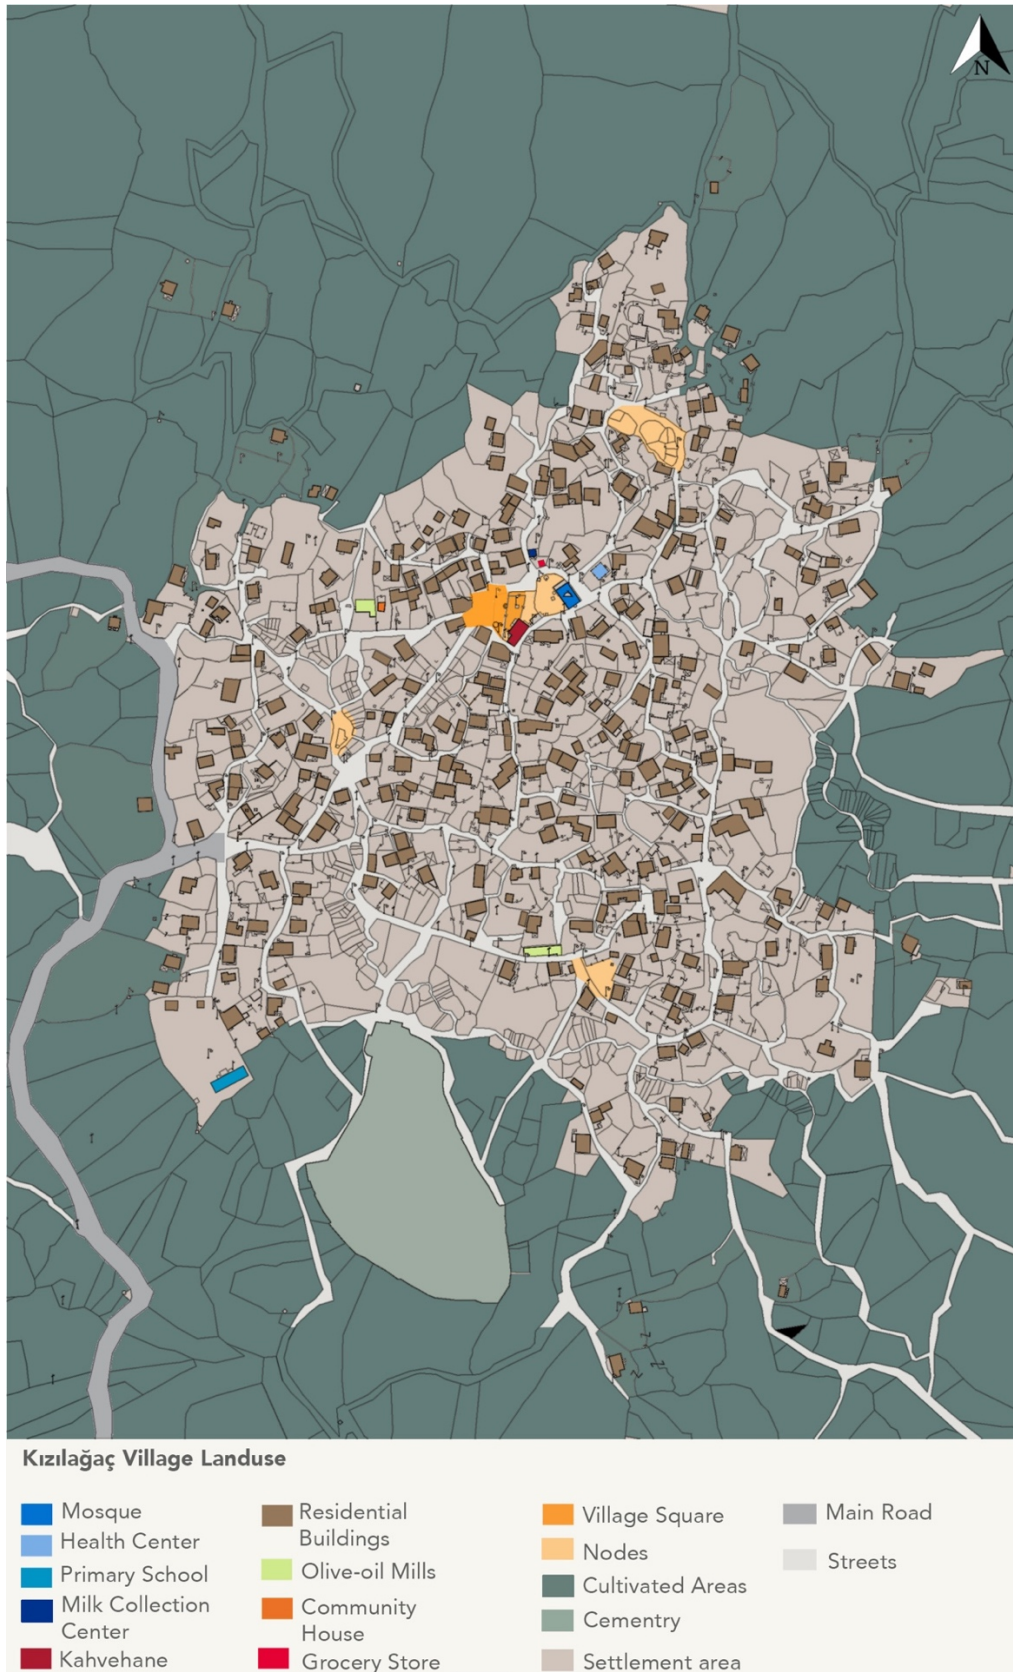 N
Kızılağaç Village Landuse
Mosque
Health Center
Primary School
Milk Collection
Center
Kahvehane
Residential
Buildings
Olive-oil Mills
Community
House
Grocery Store
Village Square
Nodes
Cultivated Areas
Cementry
Settlement area
Main Road
Streets